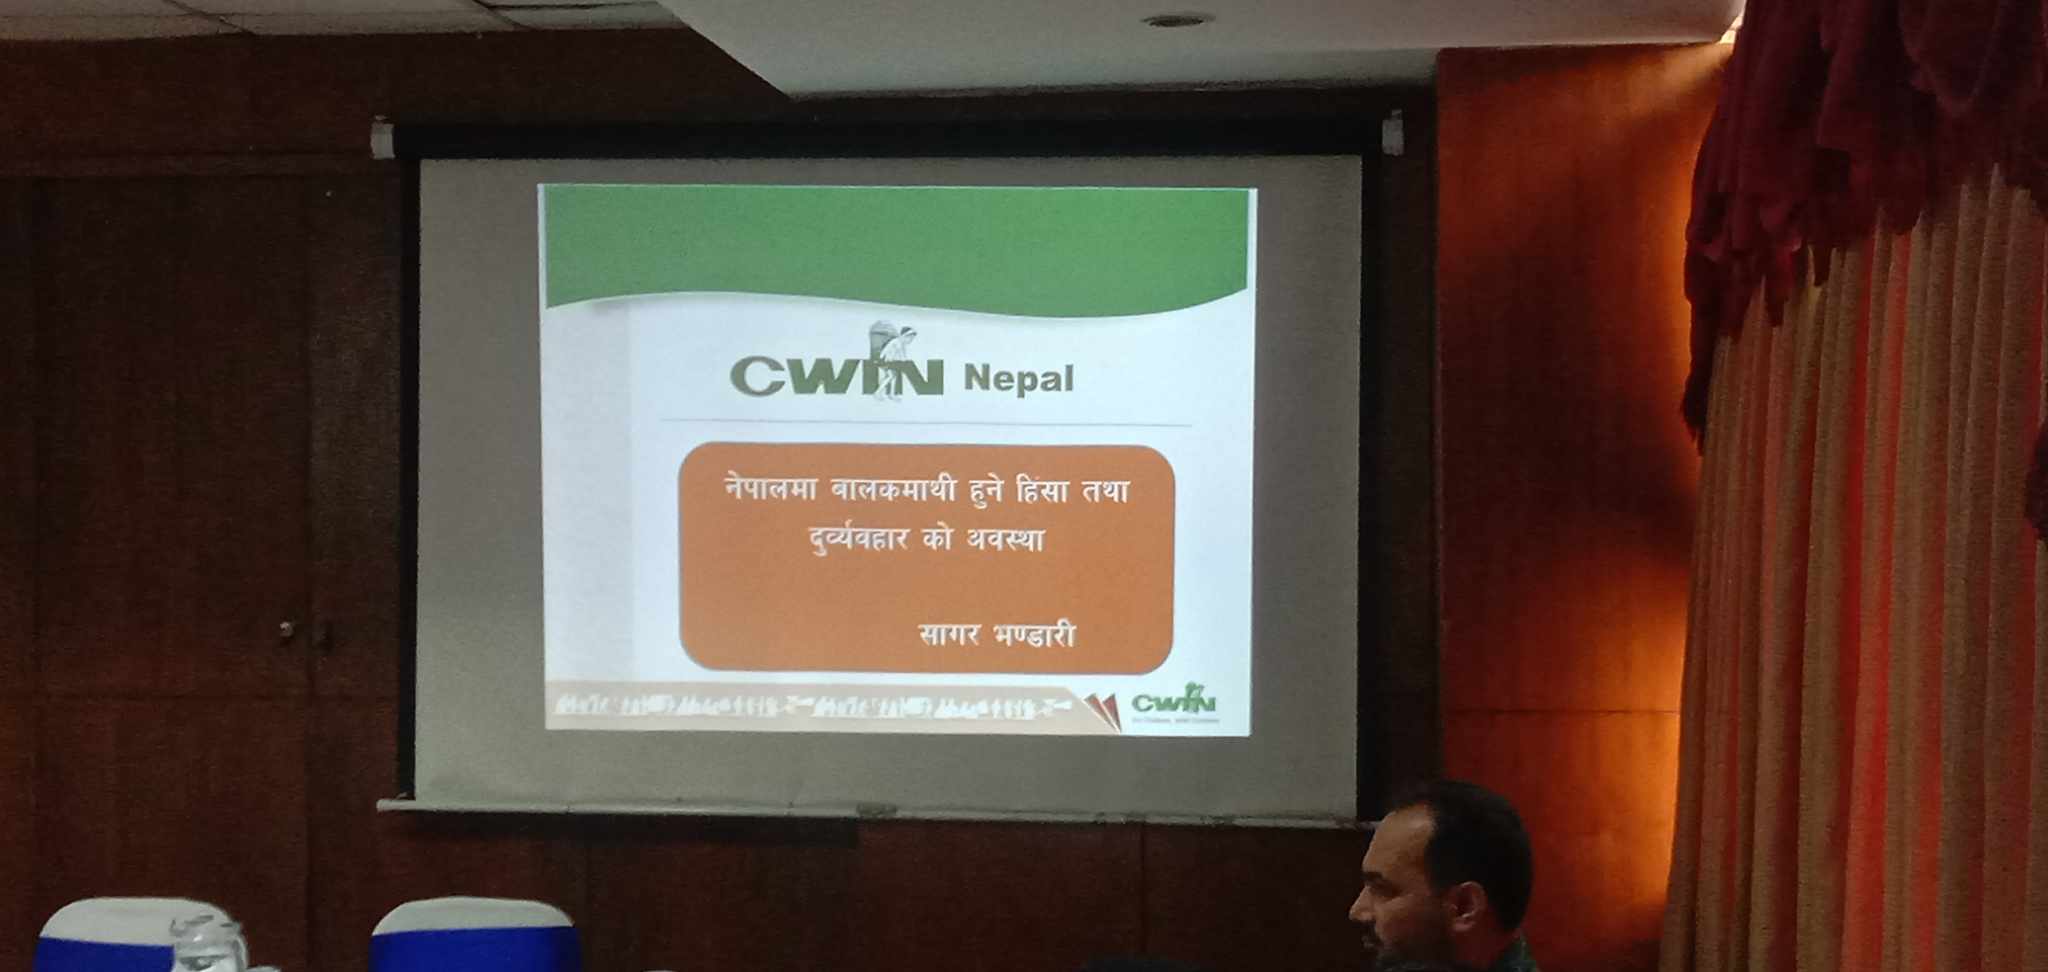 CWIN Nepal
नेपालमा बालकमाथी हुने हिंसा तथा
दुर्व्यवहार को अवस्था
सागर भण्डारी
CWIN